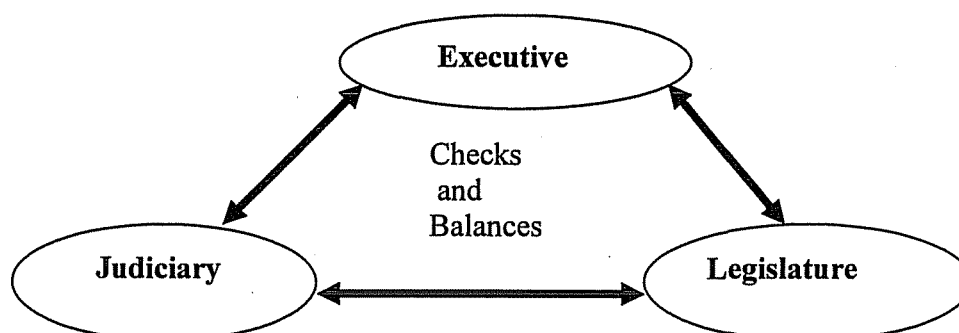 Executive
Checks
and
Balances
Judiciary
Legislature